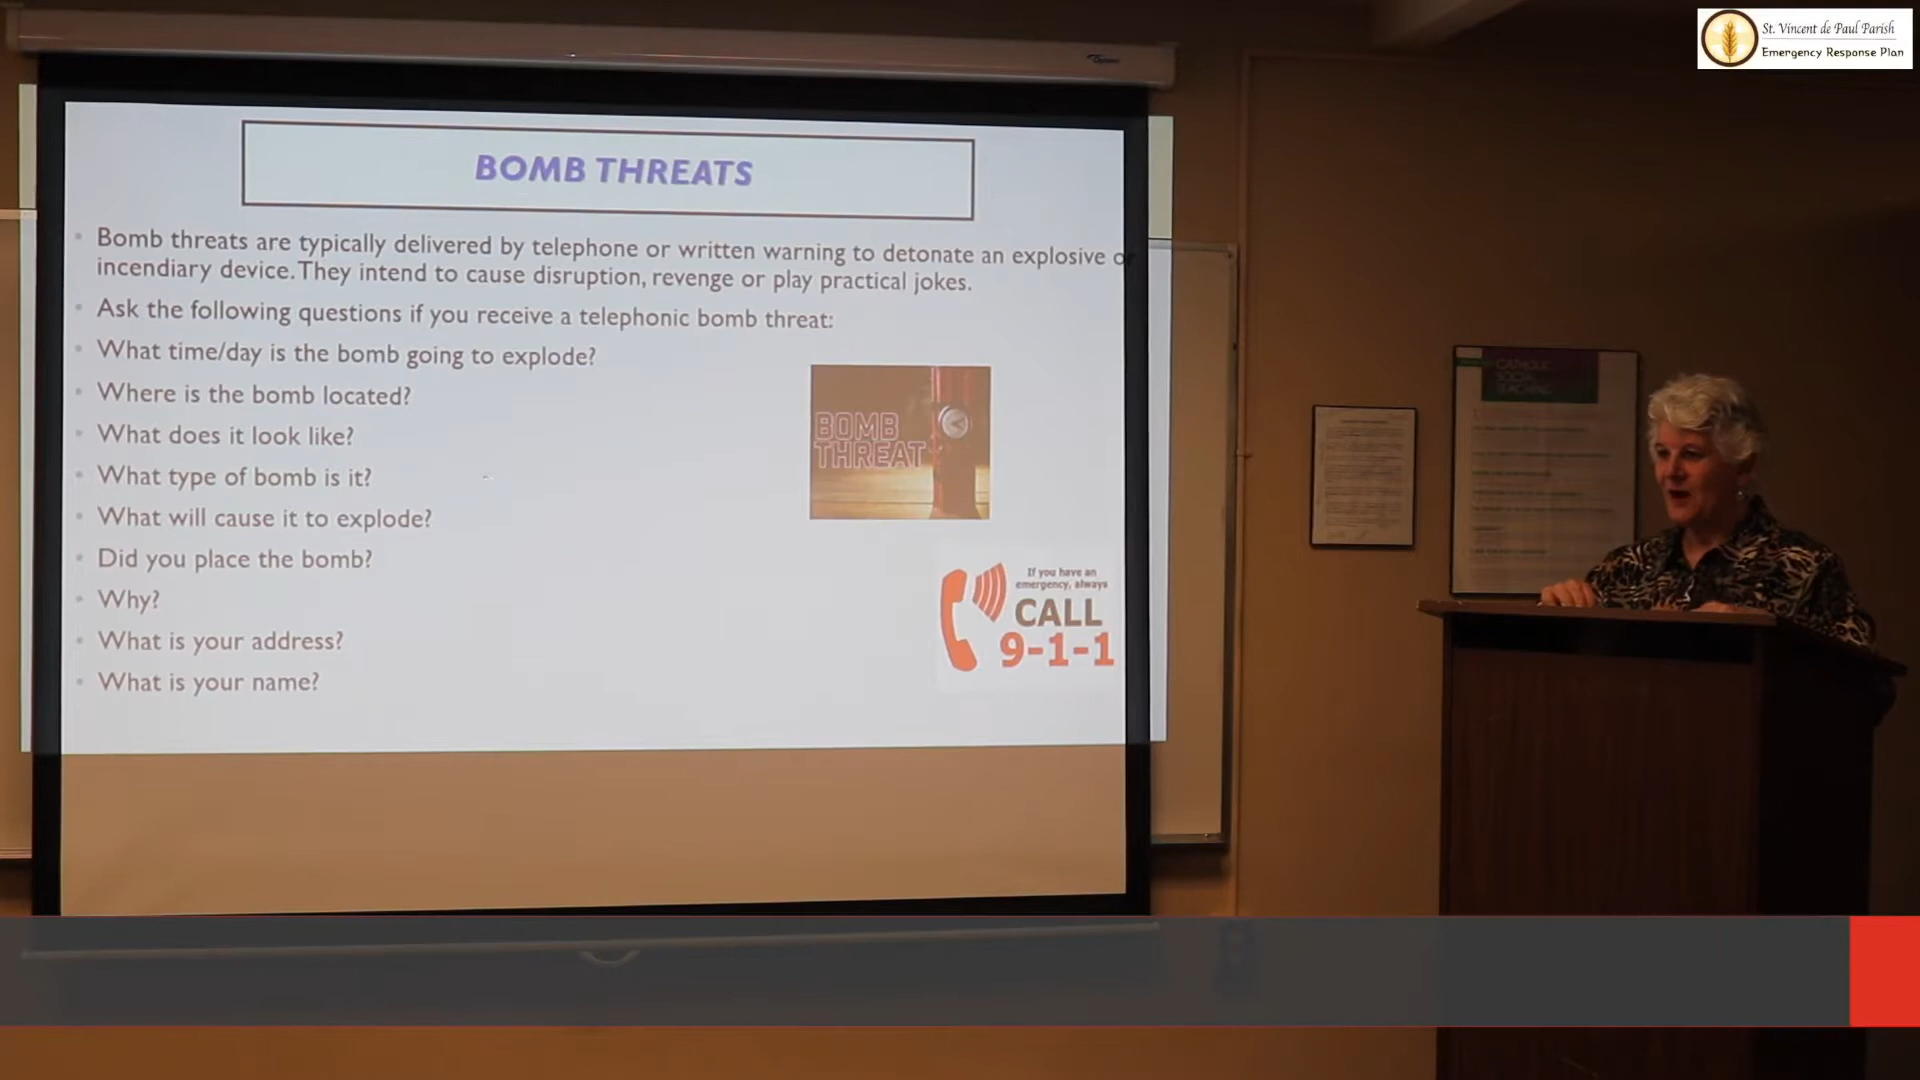 St. Vincent de Paul Parish
Emergency Response Plan
BOMB THREATS
Bomb threats are typically delivered by telephone or written warning to detonate an explosive or
incendiary device. They intend to cause disruption, revenge or play practical jokes.
Ask the following questions if you receive a telephonic bomb threat:
What time/day is the bomb going to explode?
Where is the bomb located?
What does it look like?
What type of bomb is it?
What will cause it to explode?
Did you place the bomb?
Why?
What is your address?
What is your name?
BOMB
THREAT
If you have an
emergency, always
CALL
9-1-1
CATHOLIC
SOCIAL
TEACHING